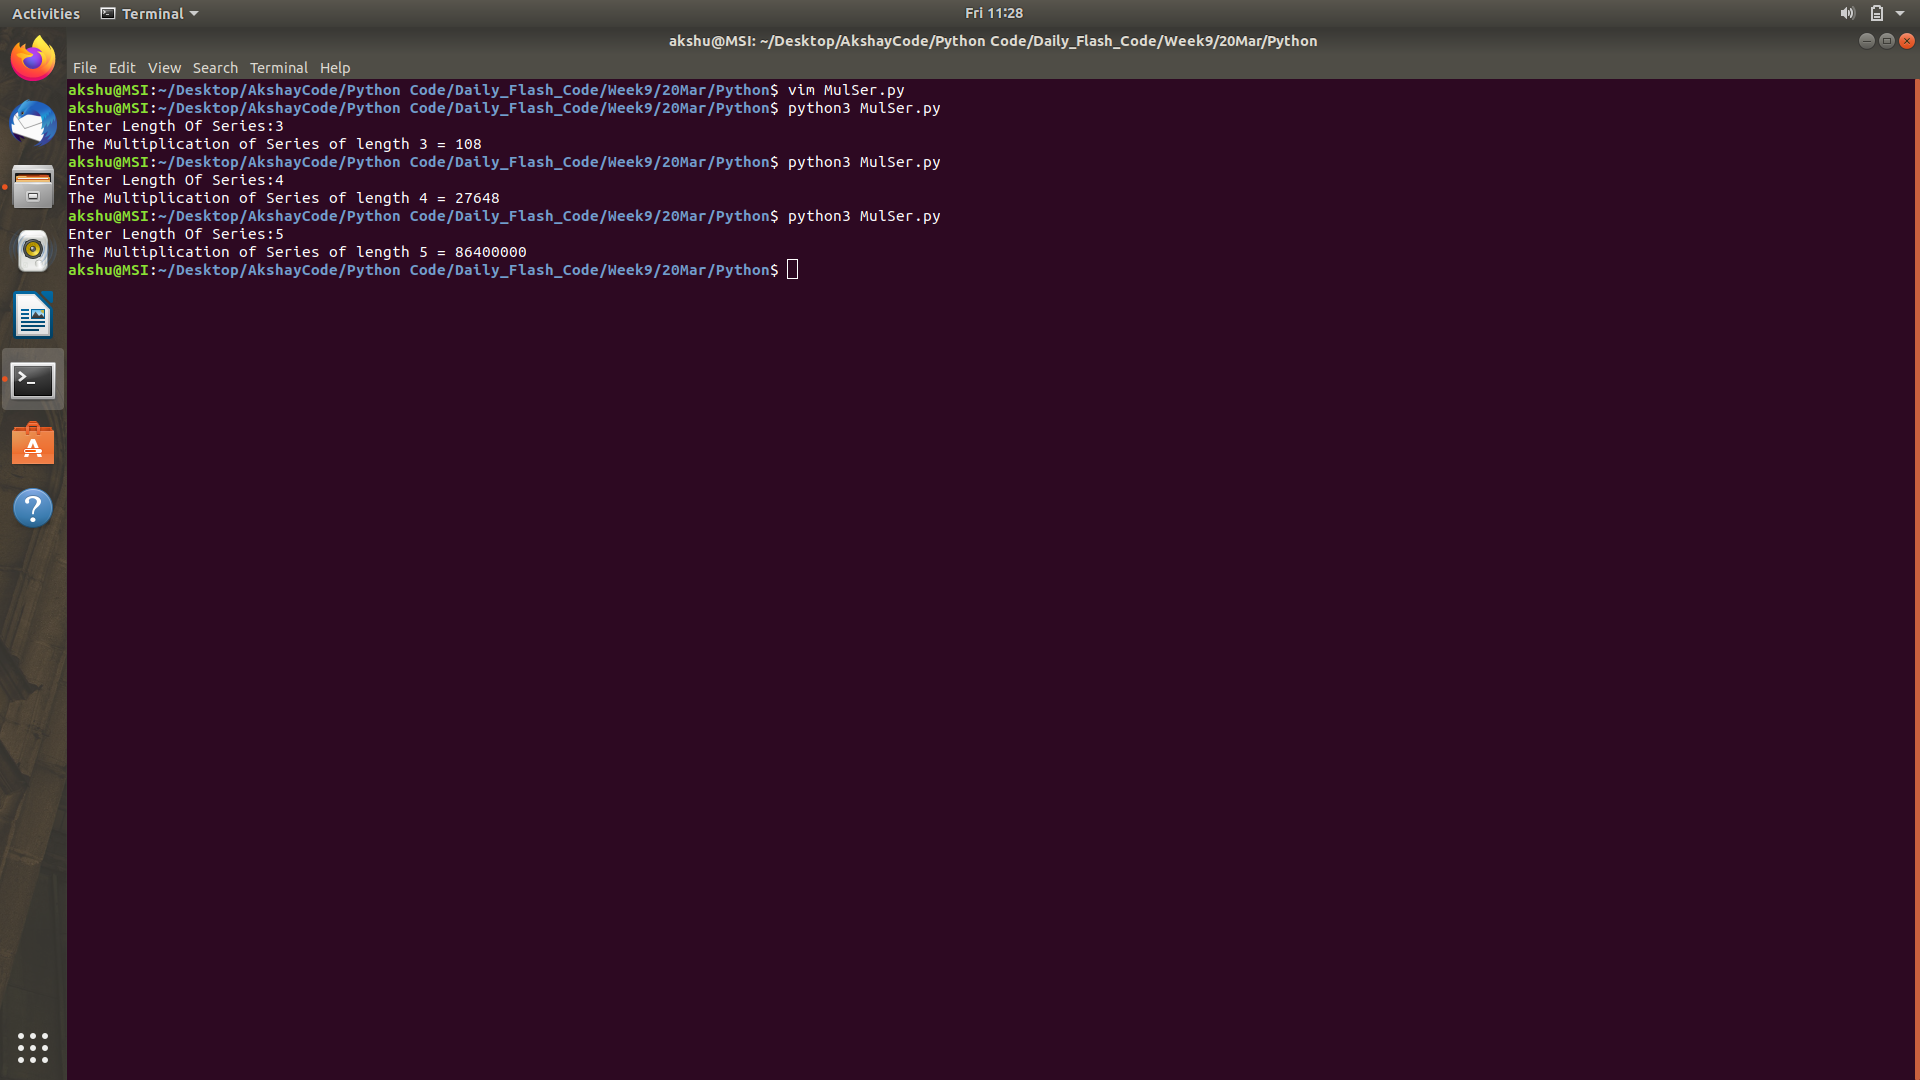 Activities Terminal Fri 11:28
akshu@MSI: ~/Desktop/AkshayCode/Python Code/Daily_Flash_Code/Week9/20Mar/Python
File Edit View Search Terminal Help
akshu@MSI:~/Desktop/AkshayCode/Python Code/Daily_Flash_Code/Week9/20Mar/Python$ vim MulSer.py
akshu@MSI:~/Desktop/AkshayCode/Python Code/Daily_Flash_Code/Week9/20Mar/Python$ python3 MulSer.py
Enter Length Of Series:3
The Multiplication of Series of length 3 = 108
akshu@MSI:~/Desktop/AkshayCode/Python Code/Daily_Flash_Code/Week9/20Mar/Python$ python3 MulSer.py
Enter Length Of Series:4
The Multiplication of Series of length 4 = 27648
akshu@MSI:~/Desktop/AkshayCode/Python Code/Daily_Flash_Code/Week9/20Mar/Python$ python3 MulSer.py
Enter Length Of Series:5
The Multiplication of Series of length 5 = 86400000
akshu@MSI:~/Desktop/AkshayCode/Python Code/Daily_Flash_Code/Week9/20Mar/Python$